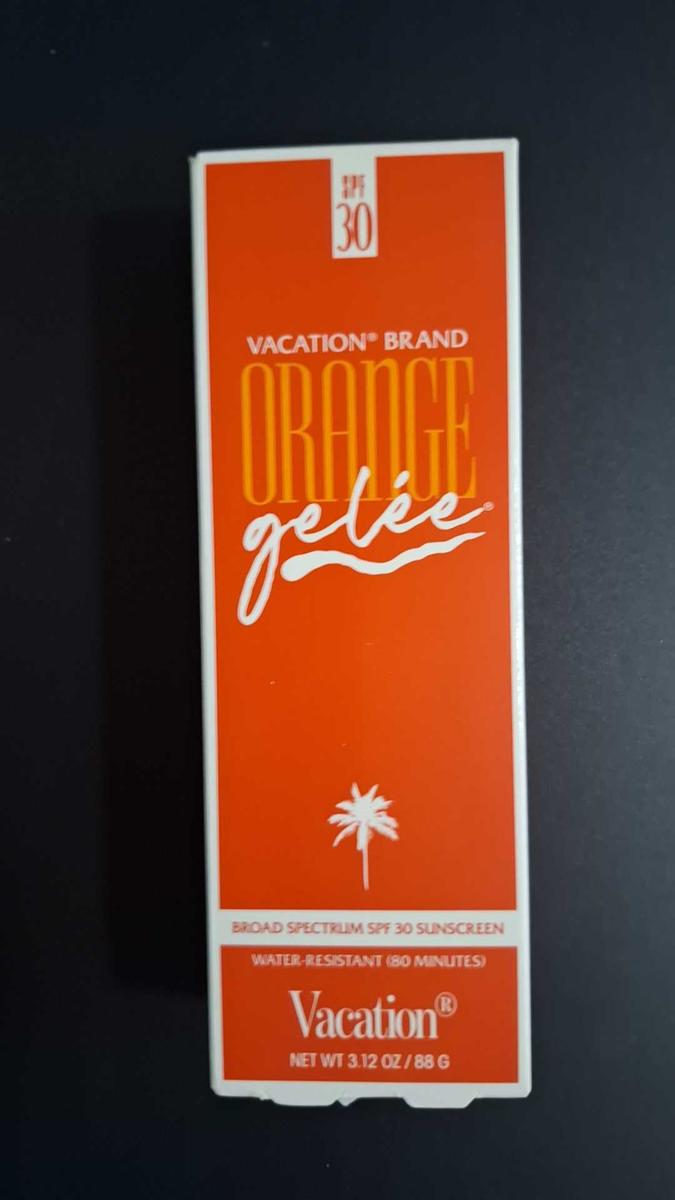 SPF
30
VACATION® BRAND
ORANGE
gelée®
BROAD SPECTRUM SPF 30 SUNSCREEN
WATER-RESISTANT (80 MINUTES)
Vacation®
NET WT 3.12 OZ / 88 G